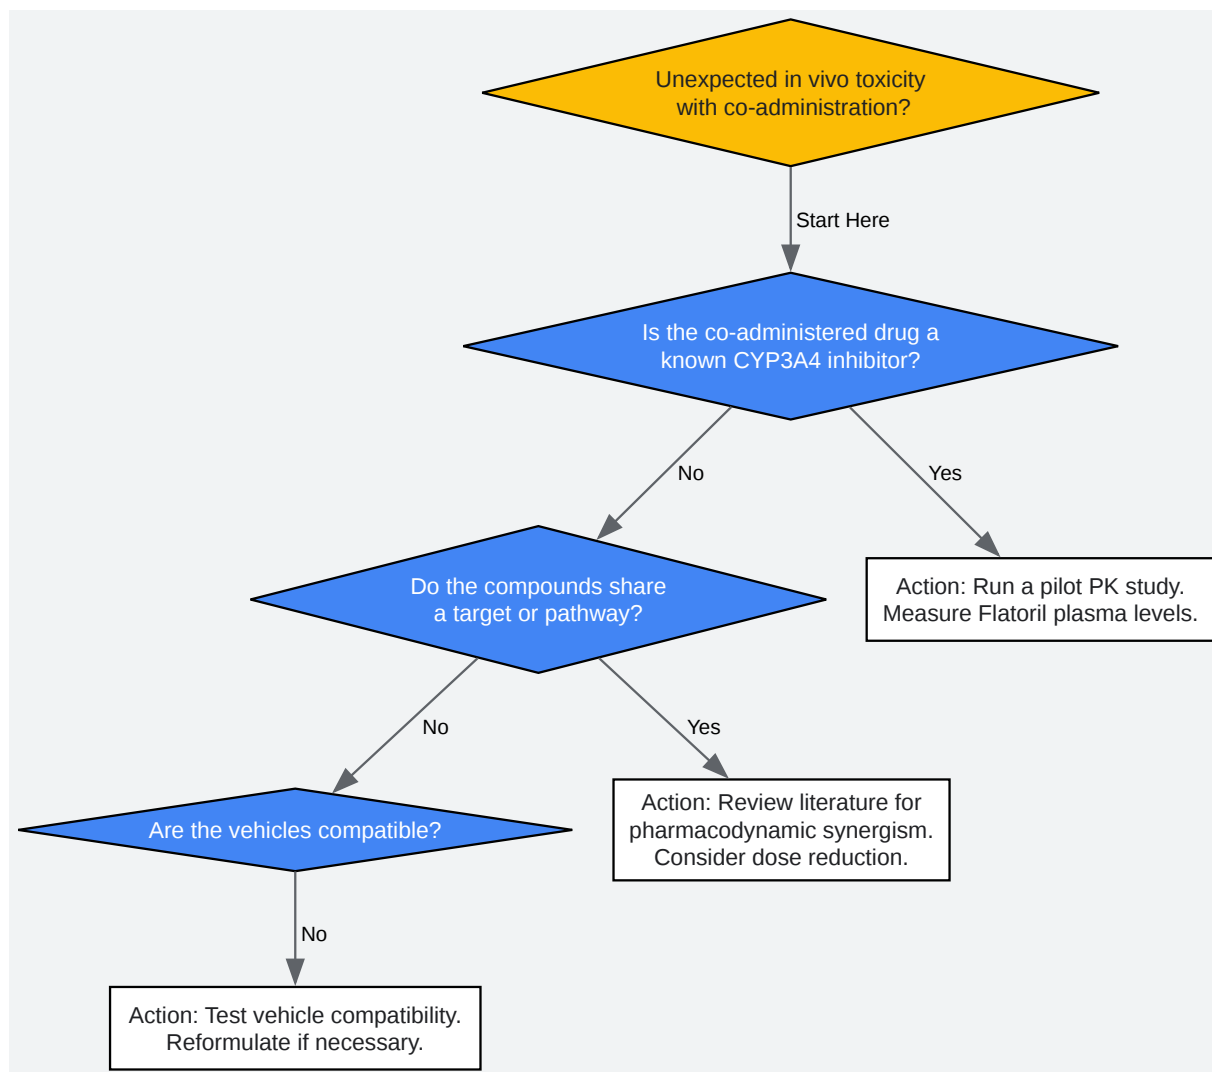 Unexpected in vivo toxicity
with co-administration?
Start Here
Is the co-administered drug a
known CYP3A4 inhibitor?
No
Yes
Do the compounds share
a target or pathway?
Action: Run a pilot PK study.
Measure Flatoril plasma levels.
No
Yes
Are the vehicles compatible?
Action: Review literature for
pharmacodynamic synergism.
Consider dose reduction.
No
Action: Test vehicle compatibility.
Reformulate if necessary.